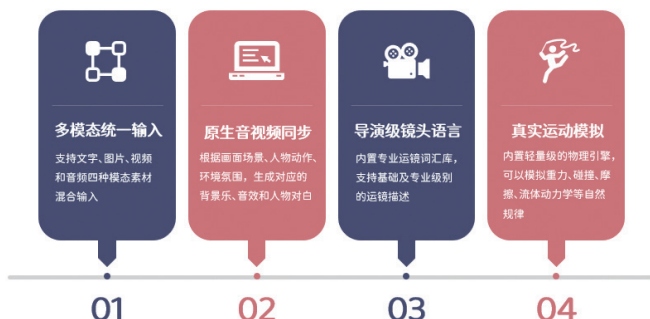 多模态统一输入
支持文字、图片、视频
和音频四种模态素材
混合输入
原生音视频同步
根据画面场景、人物动作、
环境氛围，生成对应的
背景乐、音效和人物对白
导演级镜头语言
内置专业运镜词汇库，
支持基础及专业级别
的运镜描述
真实运动模拟
内置轻量级的物理引擎，
可以模拟重力、碰撞、摩
擦、流体动力学等自然
规律
01
02
03
04